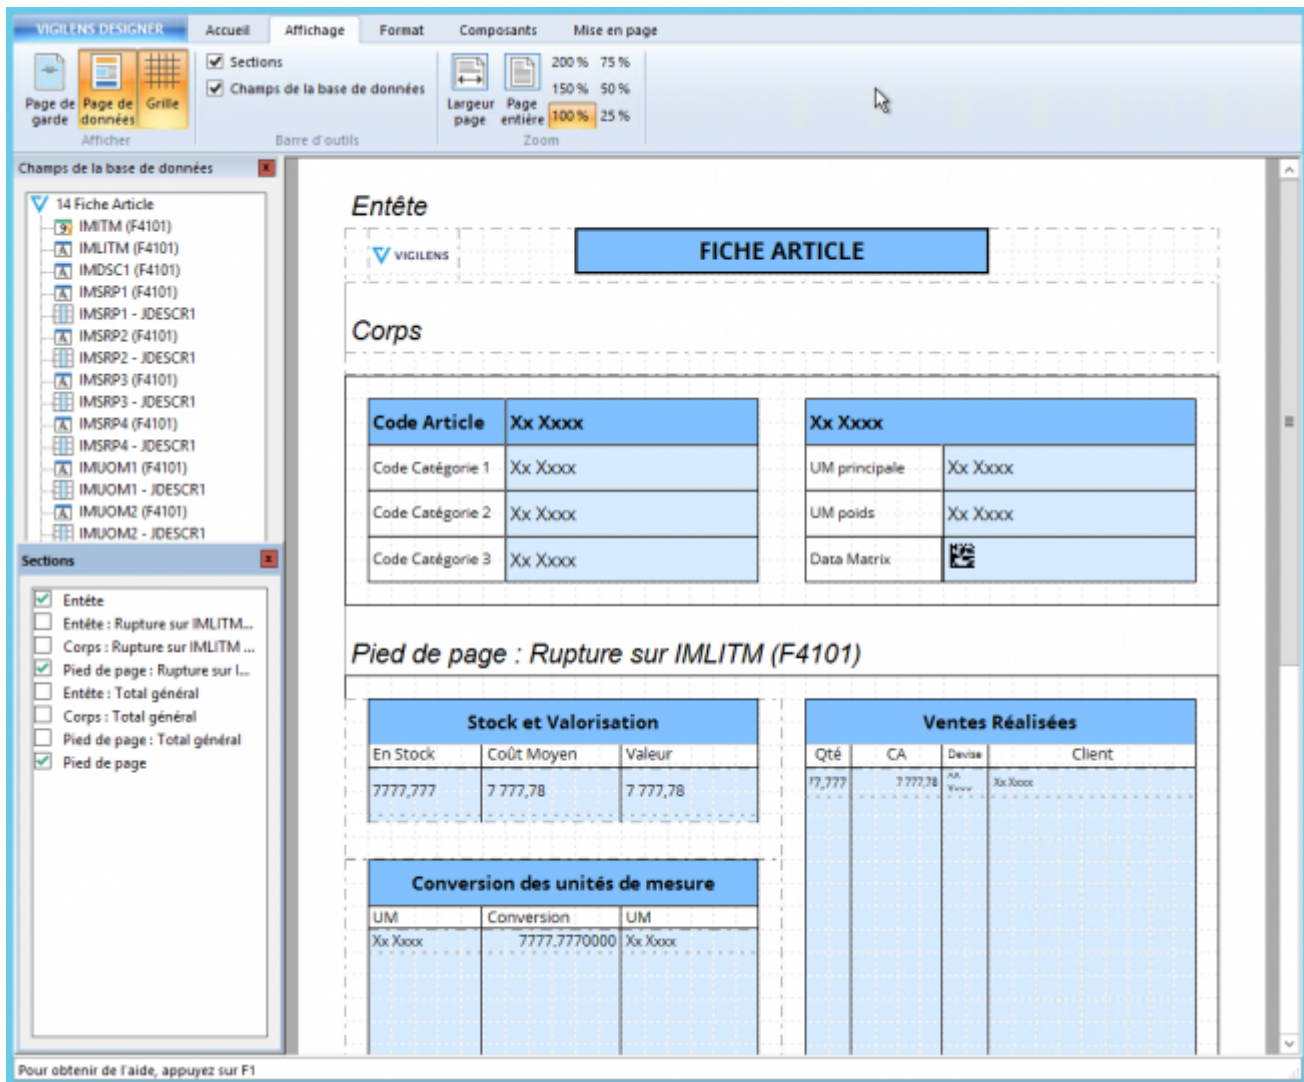 VIGILENS DESIGNER Accueil Affichage Format Composants Mise en page
Page de garde
Page de données
Grille
Afficher
Sections
Champs de la base de données
Barre d'outils
Largeur page
Page entière
200 % 75 %
150 % 50 %
100 % 25 %
Zoom
Champs de la base de données
14 Fiche Article
IMITM (F4101)
IMLITM (F4101)
IMDSC1 (F4101)
IMSRP1 (F4101)
IMSRP1 - JDESCR1
IMSRP2 (F4101)
IMSRP2 - JDESCR1
IMSRP3 (F4101)
IMSRP3 - JDESCR1
IMSRP4 (F4101)
IMSRP4 - JDESCR1
IMUOM1 (F4101)
IMUOM1 - JDESCR1
IMUOM2 (F4101)
IMUOM2 - JDESCR1
Sections
Entête
Entête : Rupture sur IMLITM...
Corps : Rupture sur IMLITM ...
Pied de page : Rupture sur I...
Entête : Total général
Corps : Total général
Pied de page : Total général
Pied de page
Entête
VIGILENS
FICHE ARTICLE
Corps
Code Article Xx Xxxx
Code Catégorie 1 Xx Xxxx
Code Catégorie 2 Xx Xxxx
Code Catégorie 3 Xx Xxxx
Xx Xxxx
UM principale Xx Xxxx
UM poids Xx Xxxx
Data Matrix
Pied de page : Rupture sur IMLITM (F4101)
Stock et Valorisation
En Stock Coût Moyen Valeur
7777,777 7 777,78 7 777,78
Conversion des unités de mesure
UM Conversion UM
Xx Xxxx 7777.7770000 Xx Xxxx
Ventes Réalisées
Qté CA Devise Client
77,777 7 777,78 Xx Xxxx
Pour obtenir de l'aide, appuyez sur F1